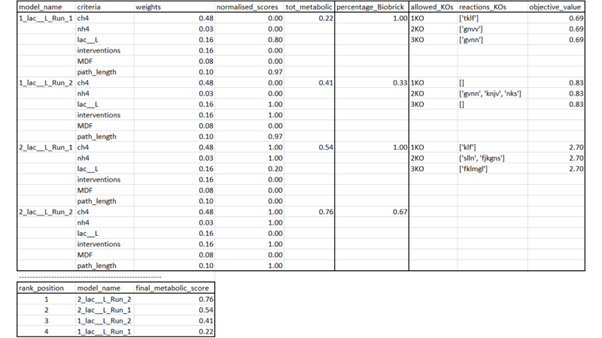 model_name criteria weights normalised_scores tot_metabolic percentage_Biobrick allowed_KOs reactions_KOs objective_value
1_lac__L_Run_1 ch4 0.48 0.00 0.22 1.00 1KO ['tklf'] 0.69
nh4 0.03 0.00 2KO ['gnvv'] 0.69
lac__L 0.16 0.80 3KO ['gvnn'] 0.69
interventions 0.16 0.00
MDF 0.08 0.00
path_length 0.10 0.97
1_lac__L_Run_2 ch4 0.48 0.00 0.41 0.33 1KO [] 0.83
nh4 0.03 0.00 2KO ['gvnn', 'knjv', 'nks'] 0.83
lac__L 0.16 1.00 3KO [] 0.83
interventions 0.16 1.00
MDF 0.08 0.00
path_length 0.10 0.97
2_lac__L_Run_1 ch4 0.48 1.00 0.54 1.00 1KO ['klf'] 2.70
nh4 0.03 1.00 2KO ['slln', 'fjkgns'] 2.70
lac__L 0.16 0.20 3KO ['fklmgf'] 2.70
interventions 0.16 0.00
MDF 0.08 0.00
path_length 0.10 0.00
2_lac__L_Run_2 ch4 0.48 1.00 0.76 0.67
nh4 0.03 1.00
lac__L 0.16 0.00
interventions 0.16 1.00
MDF 0.08 0.00
path_length 0.10 1.00
----------------------------------------------------
rank_position model_name final_metabolic_score
1 2_lac__L_Run_2 0.76
2 2_lac__L_Run_1 0.54
3 1_lac__L_Run_2 0.41
4 1_lac__L_Run_1 0.22